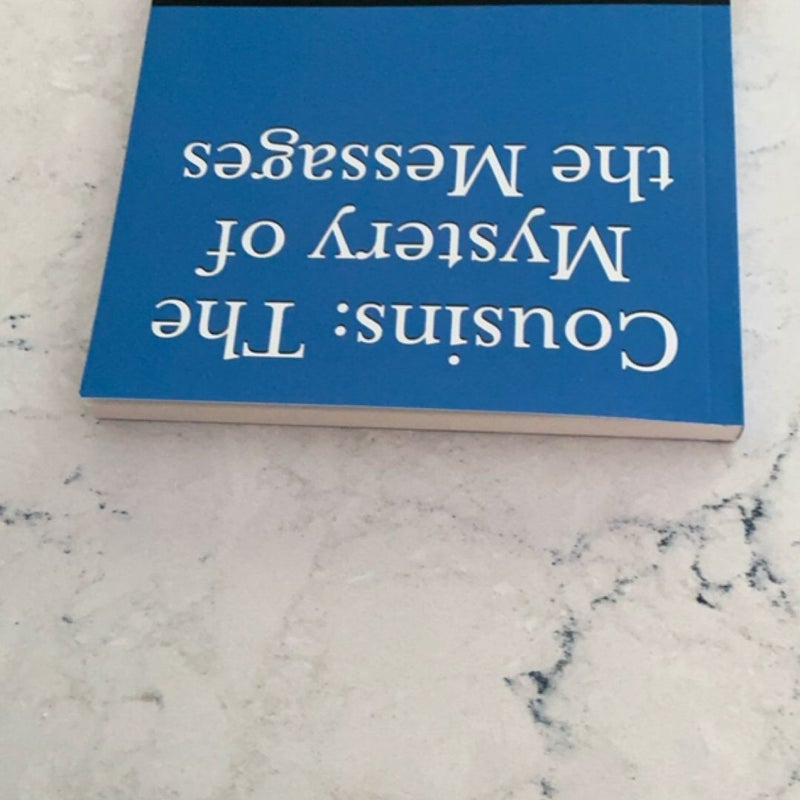 Cousins: The
Mystery of
the Messages